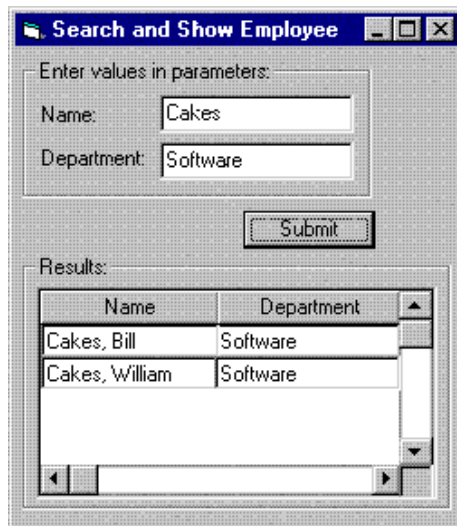 Search and Show Employee
Enter values in parameters:
Name: Cakes
Department: Software
Submit
Results:
Name Department
Cakes, Bill Software
Cakes, William Software